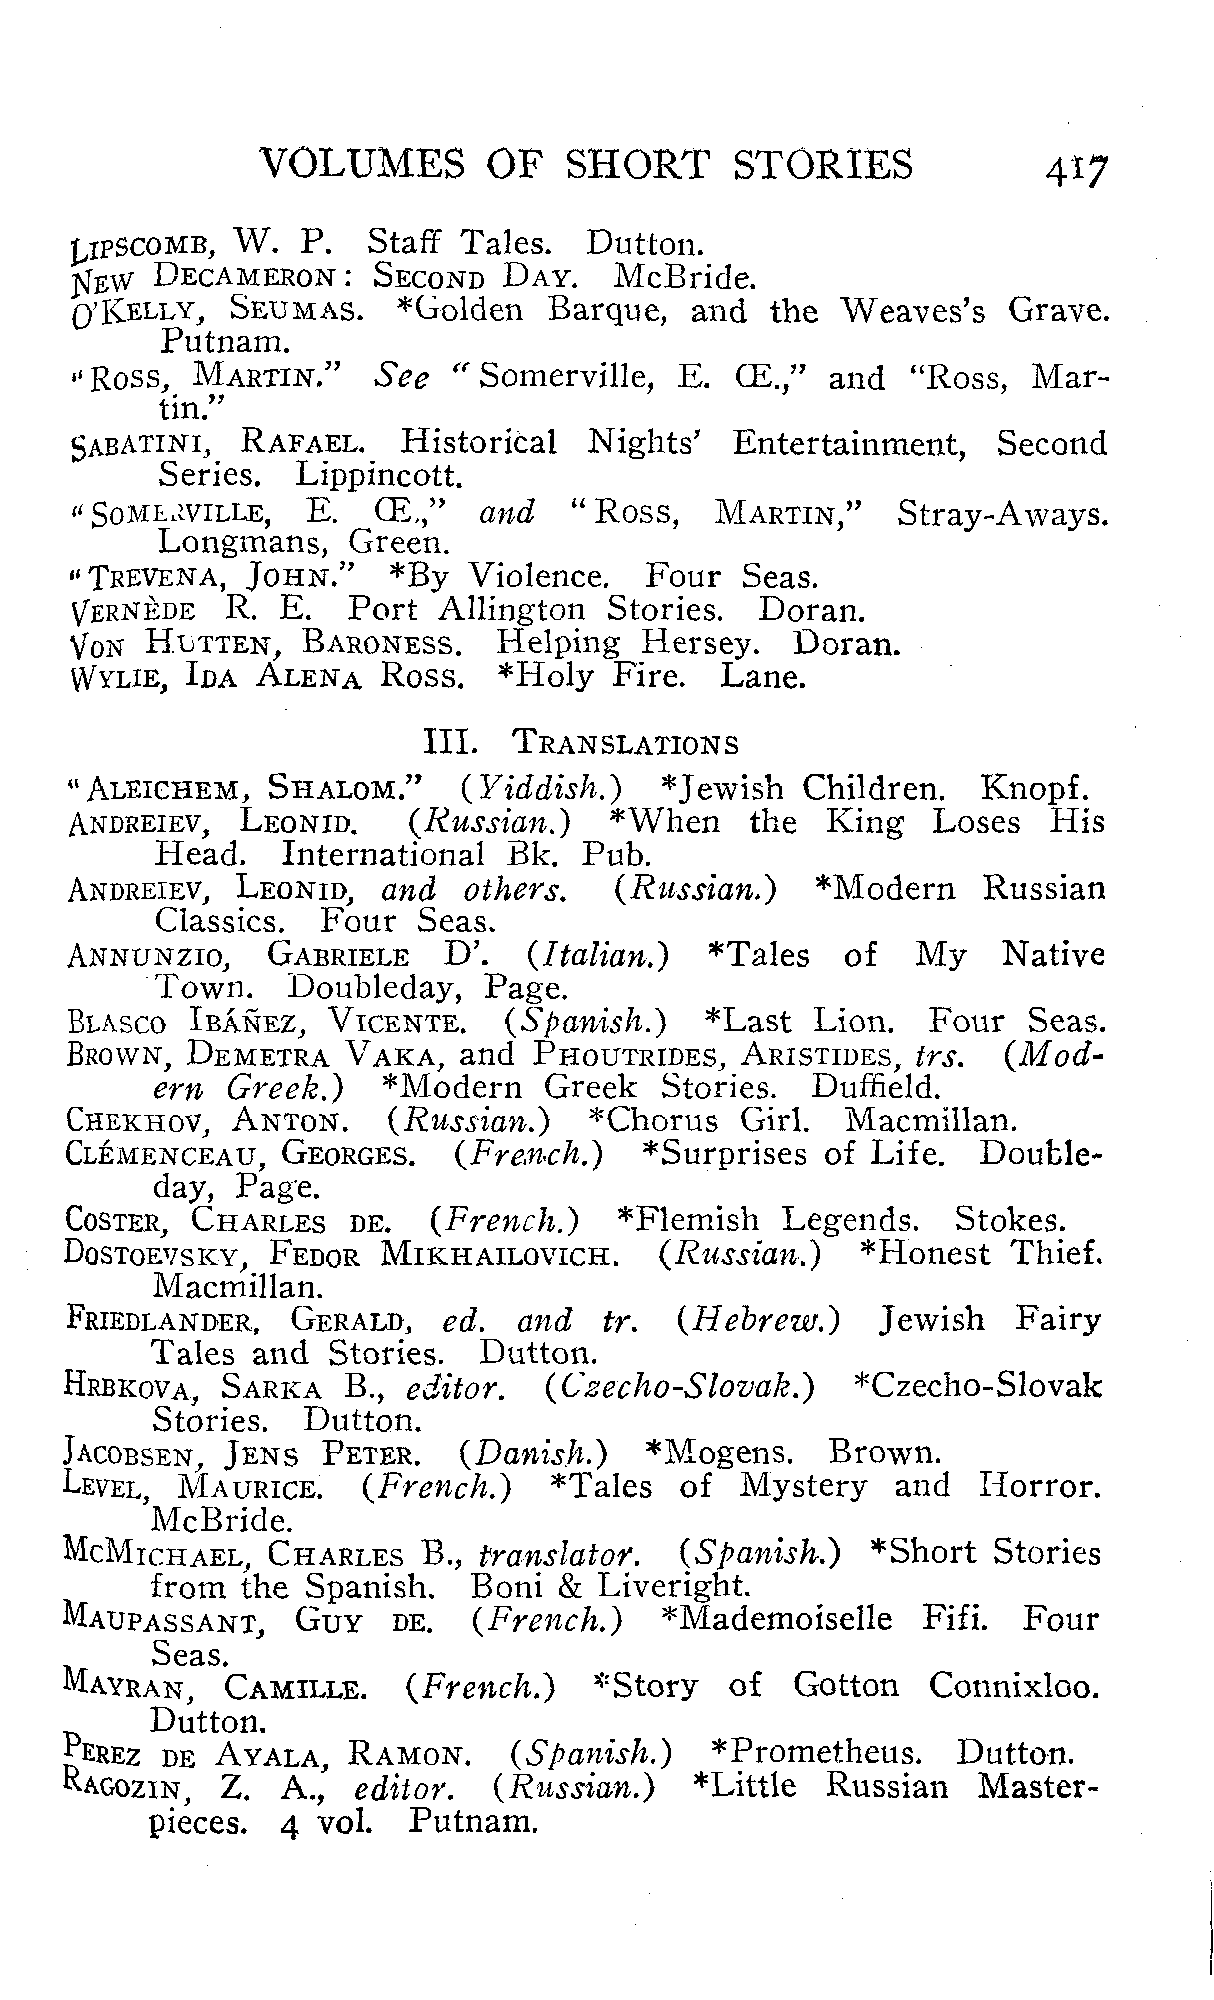 VOLUMES OF SHORT STORIES 417
LIPSCOMB, W. P. Staff Tales. Dutton.
NEW DECAMERON: SECOND DAY. McBride.
O'KELLY, SEUMAS. *Golden Barque, and the Weaves's Grave.
Putnam.
"ROSS, MARTIN." See "Somerville, E. Œ.," and "Ross, Mar-
tin."
SABATINI, RAFAEL. Historical Nights' Entertainment, Second
Series. Lippincott.
"SOMERVILLE, E. Œ.," and "ROSS, MARTIN," Stray-Aways.
Longmans, Green.
"TREVENA, JOHN." *By Violence. Four Seas.
VERNÈDE R. E. Port Allington Stories. Doran.
VON HUTTEN, BARONESS. Helping Hersey. Doran.
WYLIE, IDA ALENA ROSS. *Holy Fire. Lane.
III. TRANSLATIONS
"ALEICHEM, SHALOM." (Yiddish.) *Jewish Children. Knopf.
ANDREIEV, LEONID. (Russian.) *When the King Loses His
Head. International Bk. Pub.
ANDREIEV, LEONID, and others. (Russian.) *Modern Russian
Classics. Four Seas.
ANNUNZIO, GABRIELE D'. (Italian.) *Tales of My Native
Town. Doubleday, Page.
BLASCO IBÁÑEZ, VICENTE. (Spanish.) *Last Lion. Four Seas.
BROWN, DEMETRA VAKA, and PHOUTRIDES, ARISTIDES, trs. (Mod-
ern Greek.) *Modern Greek Stories. Duffield.
CHEKHOV, ANTON. (Russian.) *Chorus Girl. Macmillan.
CLÉMENCEAU, GEORGES. (French.) *Surprises of Life. Double-
day, Page.
COSTER, CHARLES DE. (French.) *Flemish Legends. Stokes.
DOSTOEVSKY, FEDOR MIKHAILOVICH. (Russian.) *Honest Thief.
Macmillan.
FRIEDLANDER, GERALD, ed. and tr. (Hebrew.) Jewish Fairy
Tales and Stories. Dutton.
HRBKOVA, SARKA B., editor. (Czecho-Slovak.) *Czecho-Slovak
Stories. Dutton.
JACOBSEN, JENS PETER. (Danish.) *Mogens. Brown.
LEVEL, MAURICE. (French.) *Tales of Mystery and Horror.
McBride.
MCMICHAEL, CHARLES B., translator. (Spanish.) *Short Stories
from the Spanish. Boni & Liveright.
MAUPASSANT, GUY DE. (French.) *Mademoiselle Fifi. Four
Seas.
MAYRAN, CAMILLE. (French.) *Story of Gotton Connixloo.
Dutton.
PEREZ DE AYALA, RAMON. (Spanish.) *Prometheus. Dutton.
RAGOZIN, Z. A., editor. (Russian.) *Little Russian Master-
pieces. 4 vol. Putnam.